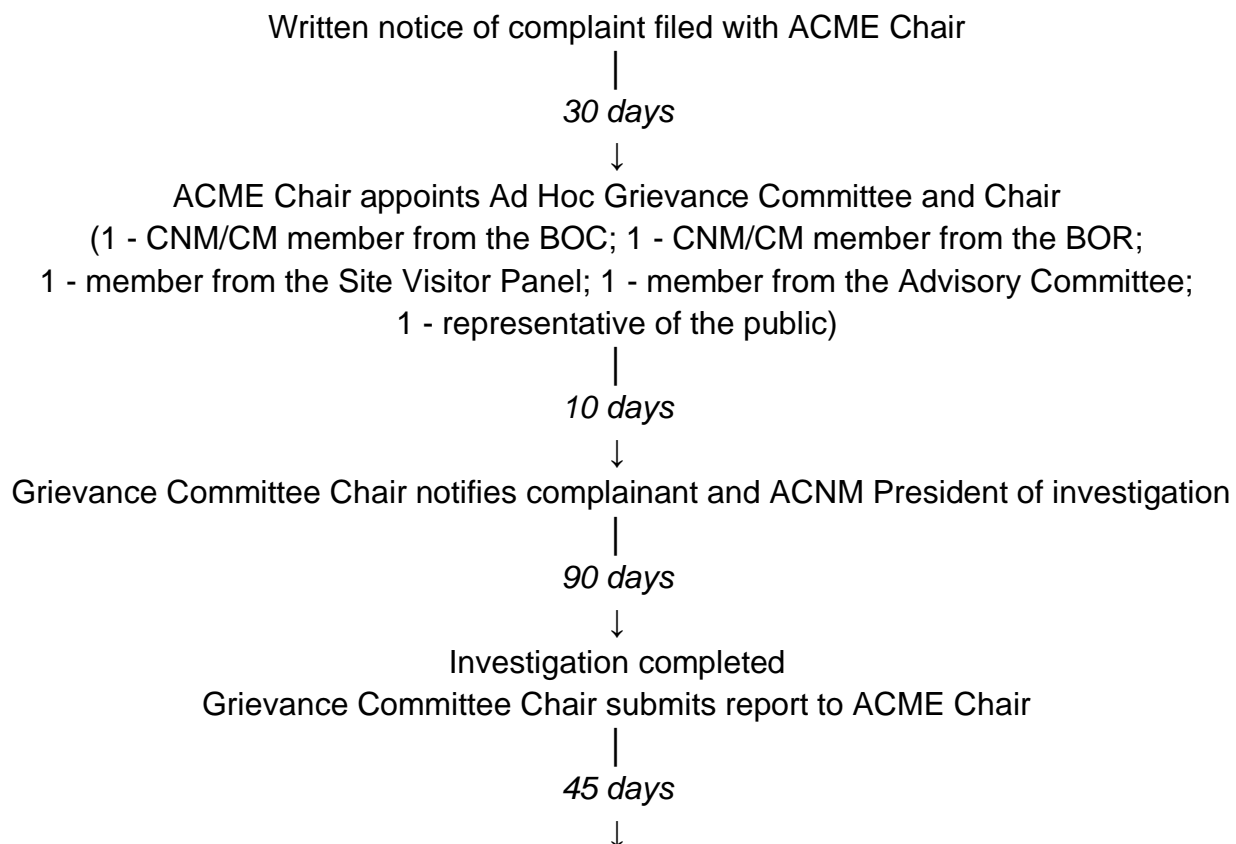 Written notice of complaint filed with ACME Chair
|
30 days
↓
ACME Chair appoints Ad Hoc Grievance Committee and Chair
(1 - CNM/CM member from the BOC; 1 - CNM/CM member from the BOR;
1 - member from the Site Visitor Panel; 1 - member from the Advisory Committee;
1 - representative of the public)
|
10 days
↓
Grievance Committee Chair notifies complainant and ACNM President of investigation
|
90 days
↓
Investigation completed
Grievance Committee Chair submits report to ACME Chair
|
45 days
↓